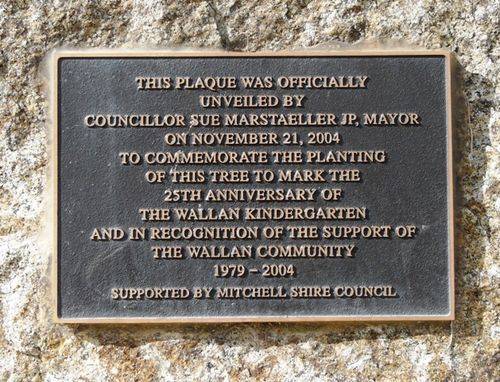 THIS PLAQUE WAS OFFICIALLY
UNVEILED BY
COUNCILLOR SUE MARSTAELLER JP, MAYOR
ON NOVEMBER 21, 2004
TO COMMEMORATE THE PLANTING
OF THIS TREE TO MARK THE
25TH ANNIVERSARY OF
THE WALLAN KINDERGARTEN
AND IN RECOGNITION OF THE SUPPORT OF
THE WALLAN COMMUNITY
1979 – 2004
SUPPORTED BY MITCHELL SHIRE COUNCIL